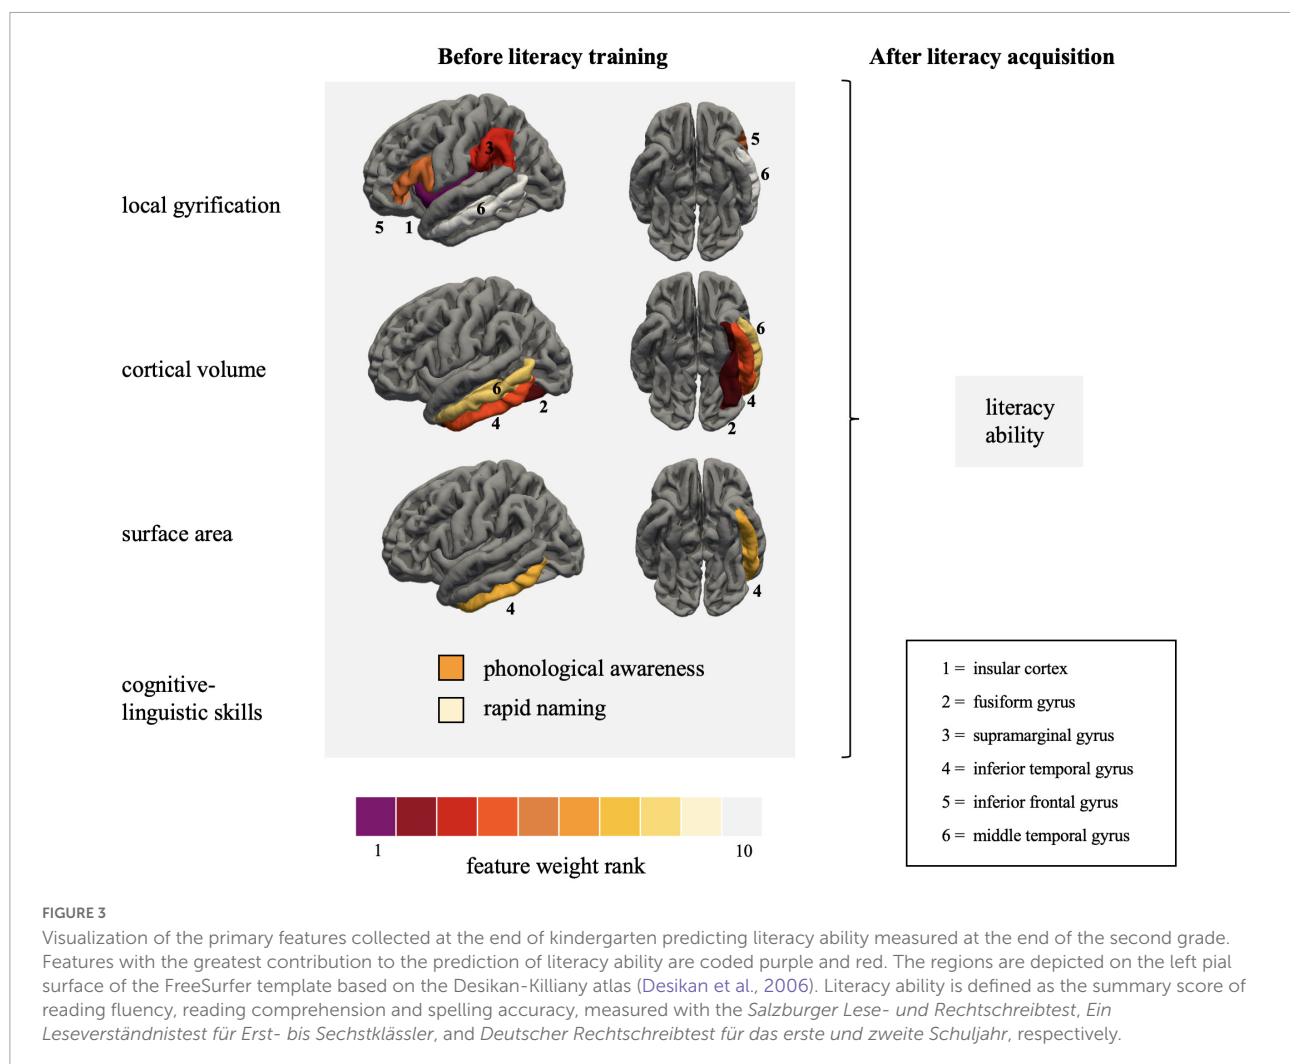 Before literacy training
After literacy acquisition
local gyrification
3
6
5
1
5
6
cortical volume
6
2
4
6
4
2
literacy
ability
surface area
4
4
cognitive-
linguistic skills
phonological awareness
rapid naming
1 = insular cortex
2 = fusiform gyrus
3 = supramarginal gyrus
4 = inferior temporal gyrus
5 = inferior frontal gyrus
6 = middle temporal gyrus
1
10
feature weight rank
FIGURE 3
Visualization of the primary features collected at the end of kindergarten predicting literacy ability measured at the end of the second grade.
Features with the greatest contribution to the prediction of literacy ability are coded purple and red. The regions are depicted on the left pial
surface of the FreeSurfer template based on the Desikan-Killiany atlas (Desikan et al., 2006). Literacy ability is defined as the summary score of
reading fluency, reading comprehension and spelling accuracy, measured with the Salzburger Lese- und Rechtschreibtest, Ein
Leseverständnistest für Erst- bis Sechstklässler, and Deutscher Rechtschreibtest für das erste und zweite Schuljahr, respectively.